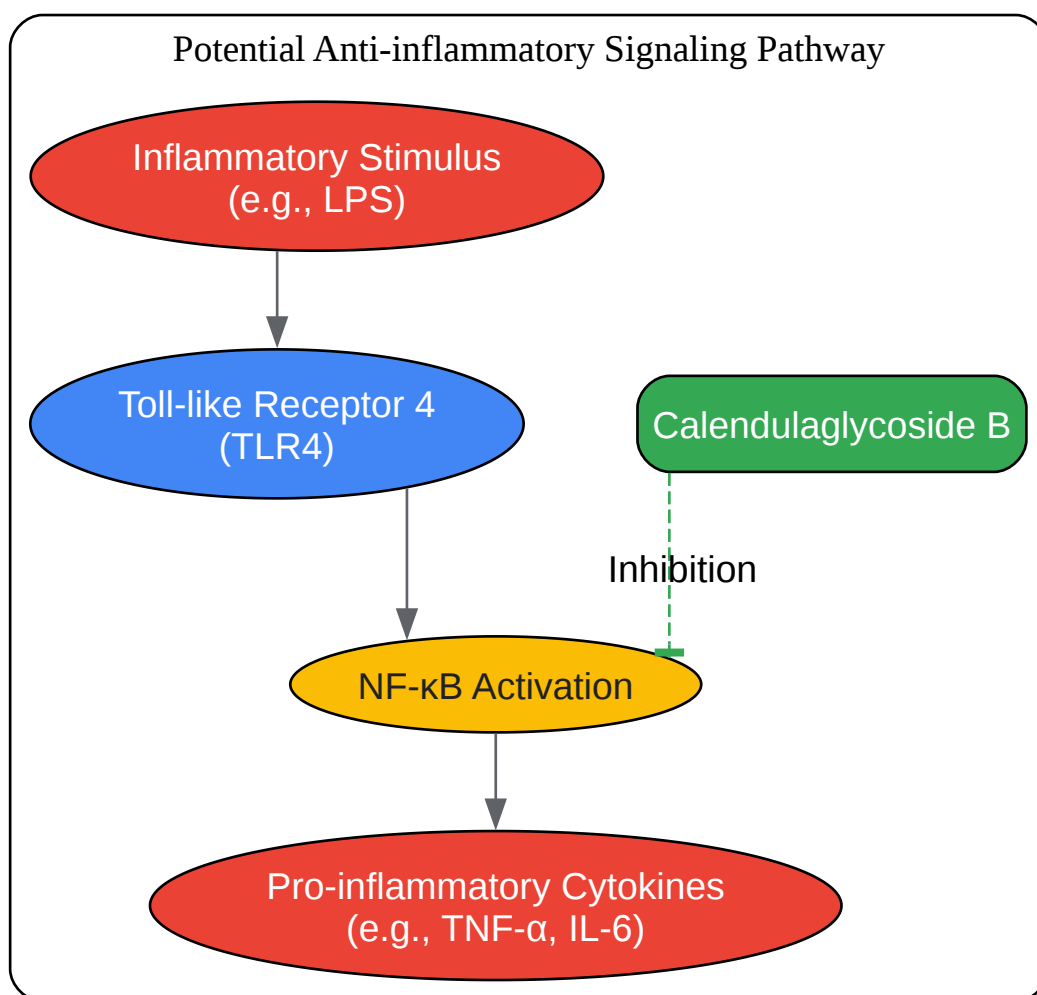 Potential Anti-inflammatory Signaling Pathway
Inflammatory Stimulus
(e.g., LPS)
Toll-like Receptor 4
(TLR4)
Calendulaglycoside B
Inhibition
NF-κB Activation
Pro-inflammatory Cytokines
(e.g., TNF-α, IL-6)